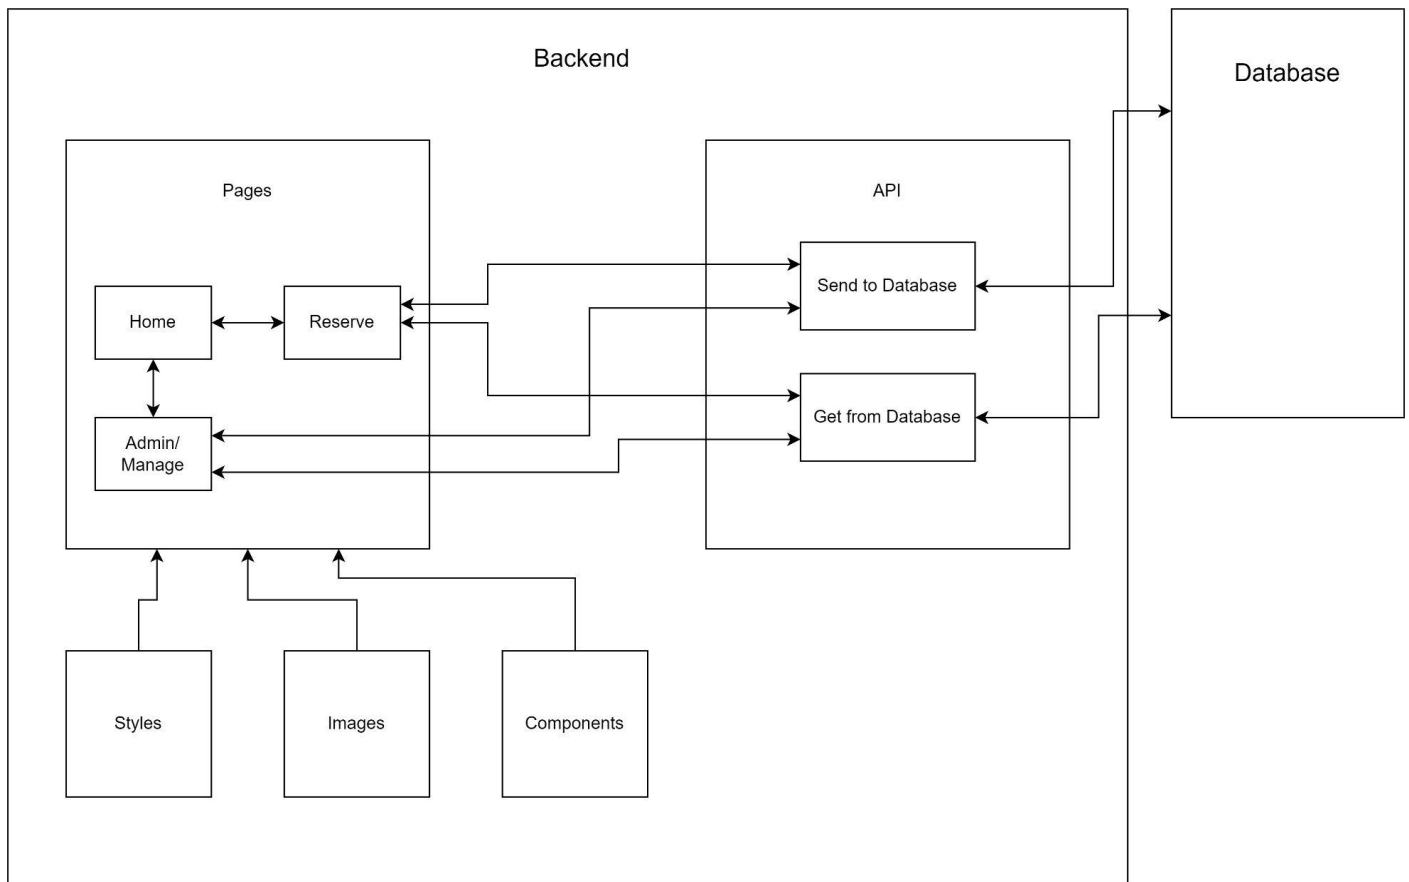 Backend
Database
Pages
API
Home
Reserve
Send to Database
Admin/
Manage
Get from Database
Styles
Images
Components